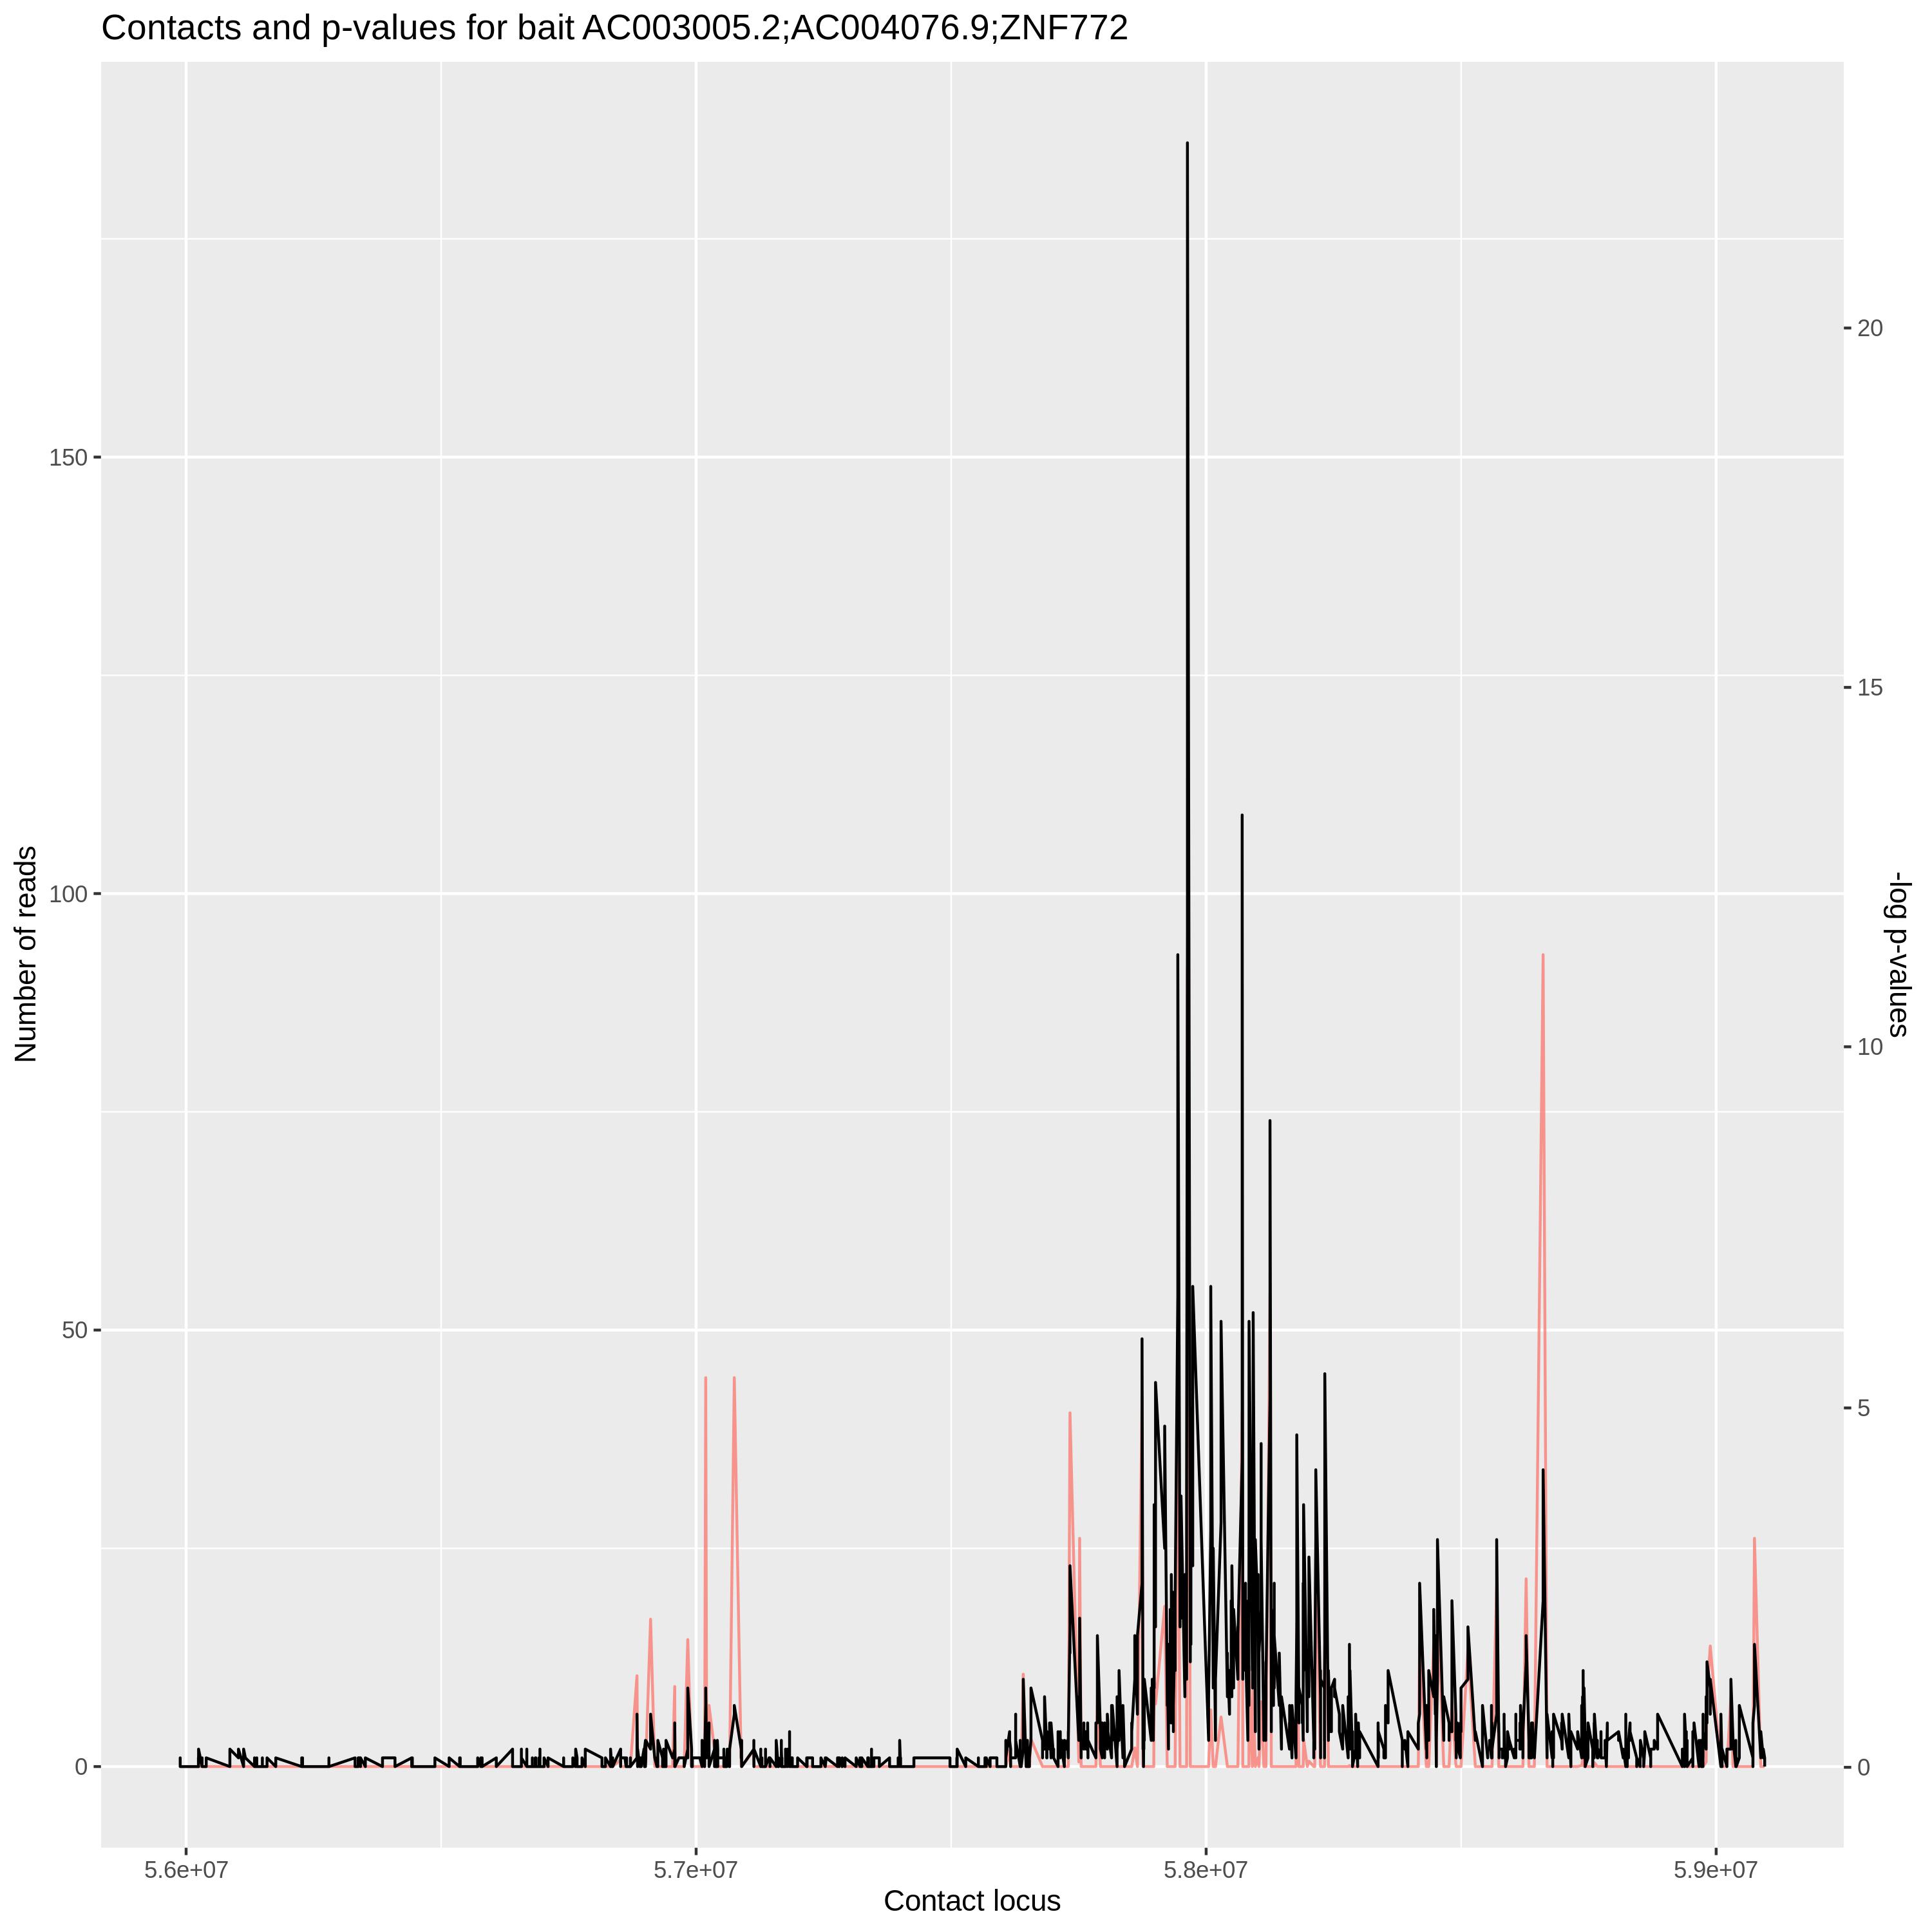 Contacts and p-values for bait AC003005.2;AC004076.9;ZNF772
Number of reads
150
100
50
0
20
15
10
5
0
-log p-values
5.6e+07
5.7e+07
5.8e+07
5.9e+07
Contact locus